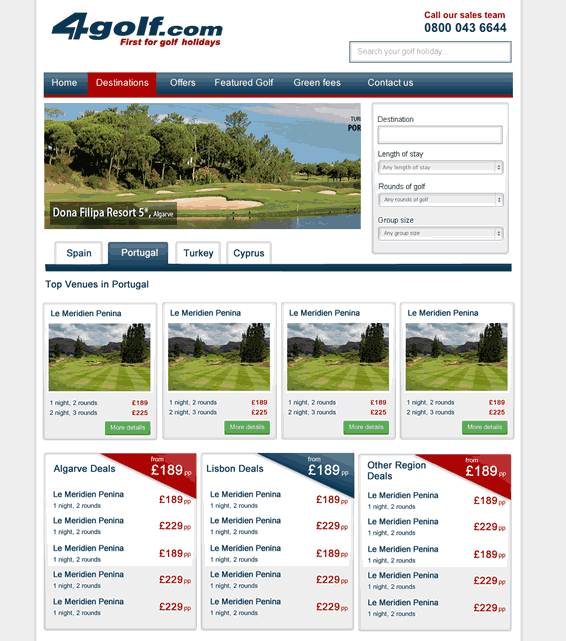 4golf.com
First for golf holidays
Call our sales team
0800 043 6644
Search your golf holiday...
Home Destinations Offers Featured Golf Green fees Contact us
TUR
POR
Dona Filipa Resort 5*, Algarve
Destination
Length of stay
Any length of stay
Rounds of golf
Any rounds of golf
Group size
Any group size
Spain Portugal Turkey Cyprus
Top Venues in Portugal
Le Meridien Penina
1 night, 2 rounds £189
2 night, 3 rounds £225
More details
Le Meridien Penina
1 night, 2 rounds £189
2 night, 3 rounds £225
More details
Le Meridien Penina
1 night, 2 rounds £189
2 night, 3 rounds £225
More details
Le Meridien Penina
1 night, 2 rounds £189
2 night, 3 rounds £225
More details
Algarve Deals
from
£189 pp
Le Meridien Penina
1 night, 2 rounds
£189 pp
Le Meridien Penina
1 night, 2 rounds
£229 pp
Le Meridien Penina
1 night, 2 rounds
£189 pp
Le Meridien Penina
1 night, 2 rounds
£229 pp
Le Meridien Penina
1 night, 2 rounds
£229 pp
Lisbon Deals
from
£189 pp
Le Meridien Penina
1 night, 2 rounds
£189 pp
Le Meridien Penina
1 night, 2 rounds
£229 pp
Le Meridien Penina
1 night, 2 rounds
£189 pp
Le Meridien Penina
1 night, 2 rounds
£229 pp
Le Meridien Penina
1 night, 2 rounds
£229 pp
Other Region
Deals
from
£189 pp
Le Meridien Penina
1 night, 2 rounds
£189 pp
Le Meridien Penina
1 night, 2 rounds
£229 pp
Le Meridien Penina
1 night, 2 rounds
£189 pp
Le Meridien Penina
1 night, 2 rounds
£229 pp
Le Meridien Penina
1 night, 2 rounds
£229 pp